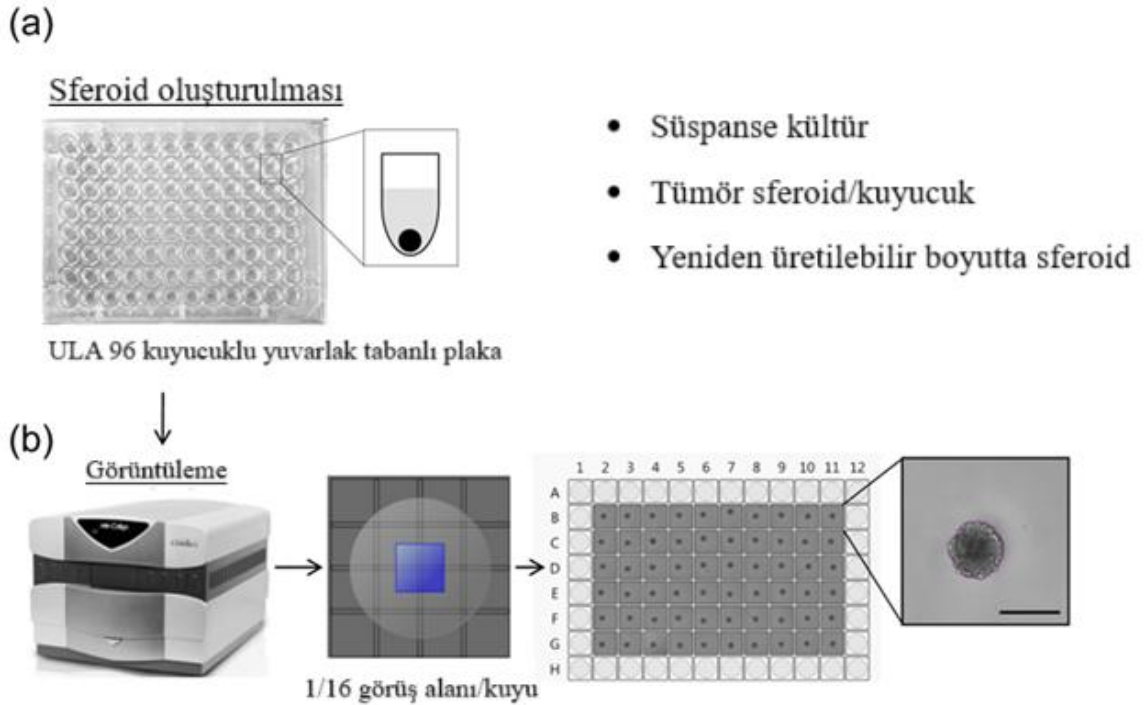 (a)
Sferoid oluşturulması
• Süspanse kültür
• Tümör sferoid/kuyucuk
• Yeniden üretilebilir boyutta sferoid
ULA 96 kuyucuklu yuvarlak tabanlı plaka
(b)
Görüntüleme
1/16 görüş alanı/kuyu
1 2 3 4 5 6 7 8 9 10 11 12
A
B
C
D
E
F
G
H